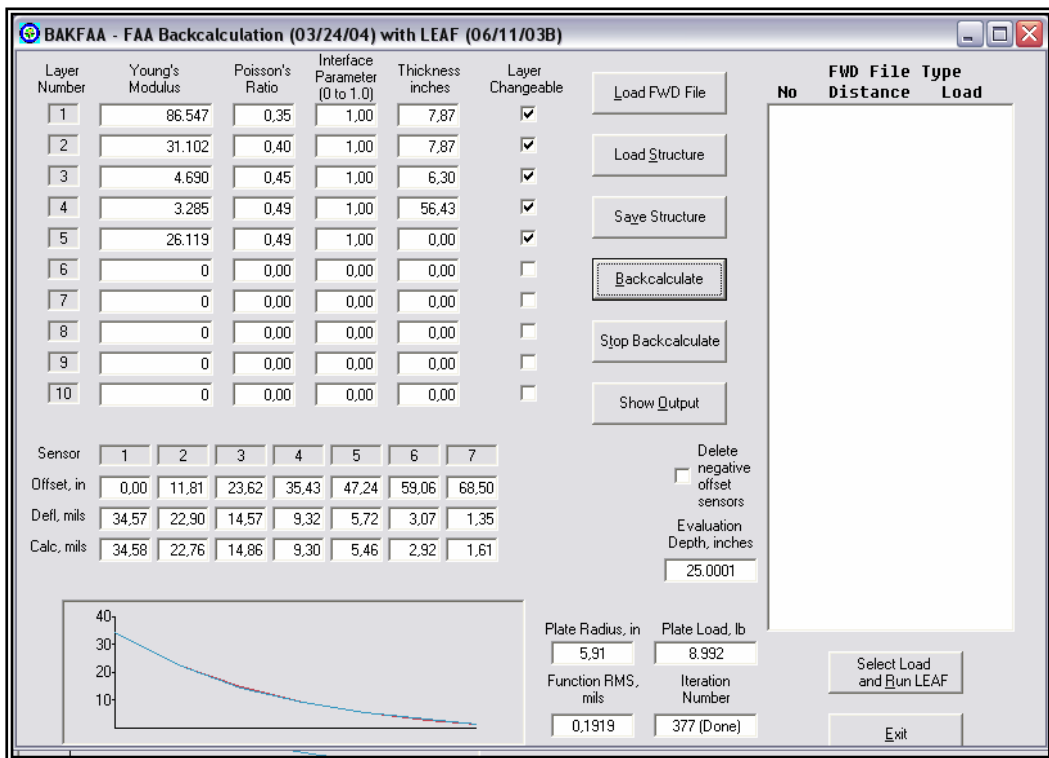 BAKFAA - FAA Backcalculation (03/24/04) with LEAF (06/11/03B)
Layer Number Young's Modulus Poisson's Ratio Interface Parameter (0 to 1.0) Thickness inches Layer Changeable
1 86.547 0,35 1,00 7,87
2 31.102 0,40 1,00 7,87
3 4.690 0,45 1,00 6,30
4 3.285 0,49 1,00 56,43
5 26.119 0,49 1,00 0,00
6 0 0,00 0,00 0,00
7 0 0,00 0,00 0,00
8 0 0,00 0,00 0,00
9 0 0,00 0,00 0,00
10 0 0,00 0,00 0,00
Load FWD File
Load Structure
Save Structure
Backcalculate
Stop Backcalculate
Show Output
FWD File Type
No Distance Load
Sensor 1 2 3 4 5 6 7
Offset, in 0,00 11,81 23,62 35,43 47,24 59,06 68,50
Defl, mils 34,57 22,90 14,57 9,32 5,72 3,07 1,35
Calc, mils 34,58 22,76 14,86 9,30 5,46 2,92 1,61
Delete negative offset sensors
Evaluation Depth, inches
25.0001
40
30
20
10
Plate Radius, in Plate Load, lb
5,91 8.992
Function RMS, mils Iteration Number
0,1919 377 (Done)
Select Load and Run LEAF
Exit